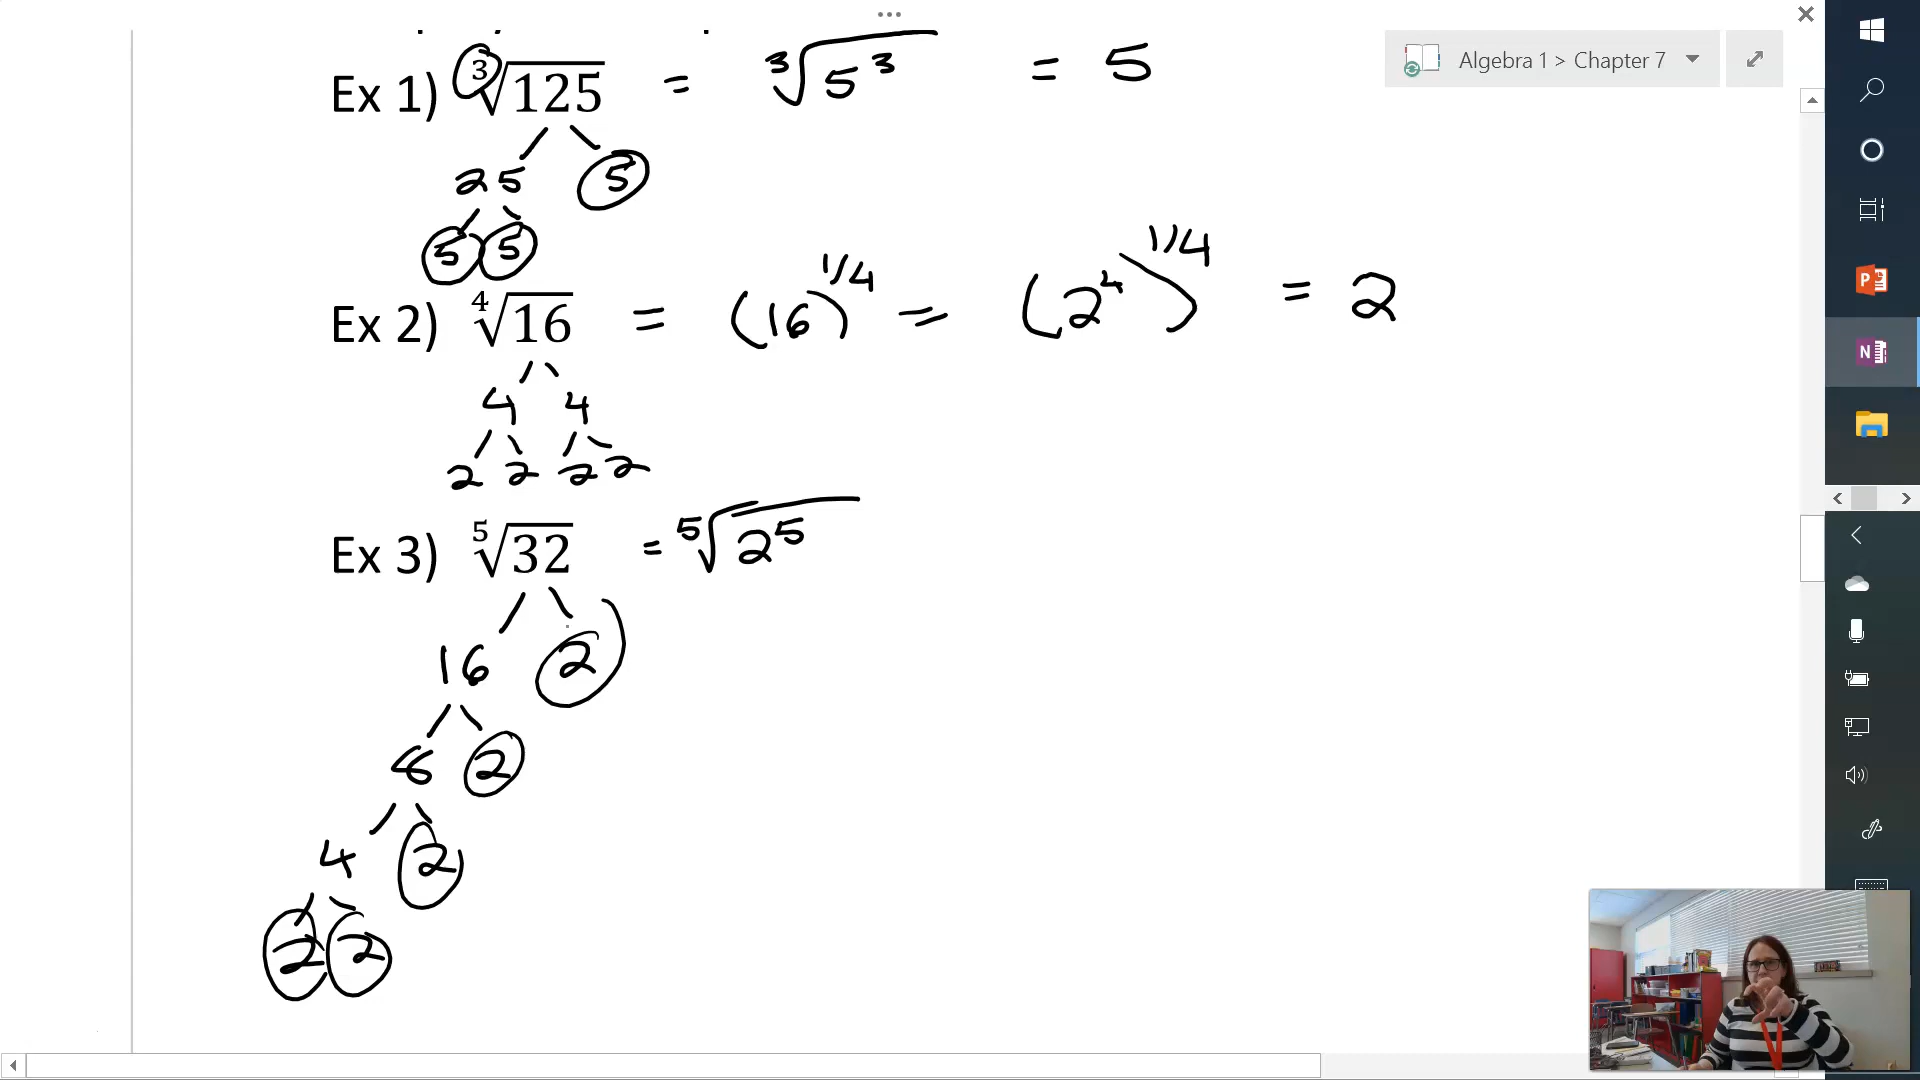 Algebra 1 > Chapter 7
Ex 1) ∛125 = ∛5³ = 5
25 5
5 5
Ex 2) ∜16 = (16)^1/4 = (2⁴)^1/4 = 2
4 4
2 2 2 2
Ex 3) ⁵√32 = ⁵√2⁵
16 2
8 2
4 2
2 2